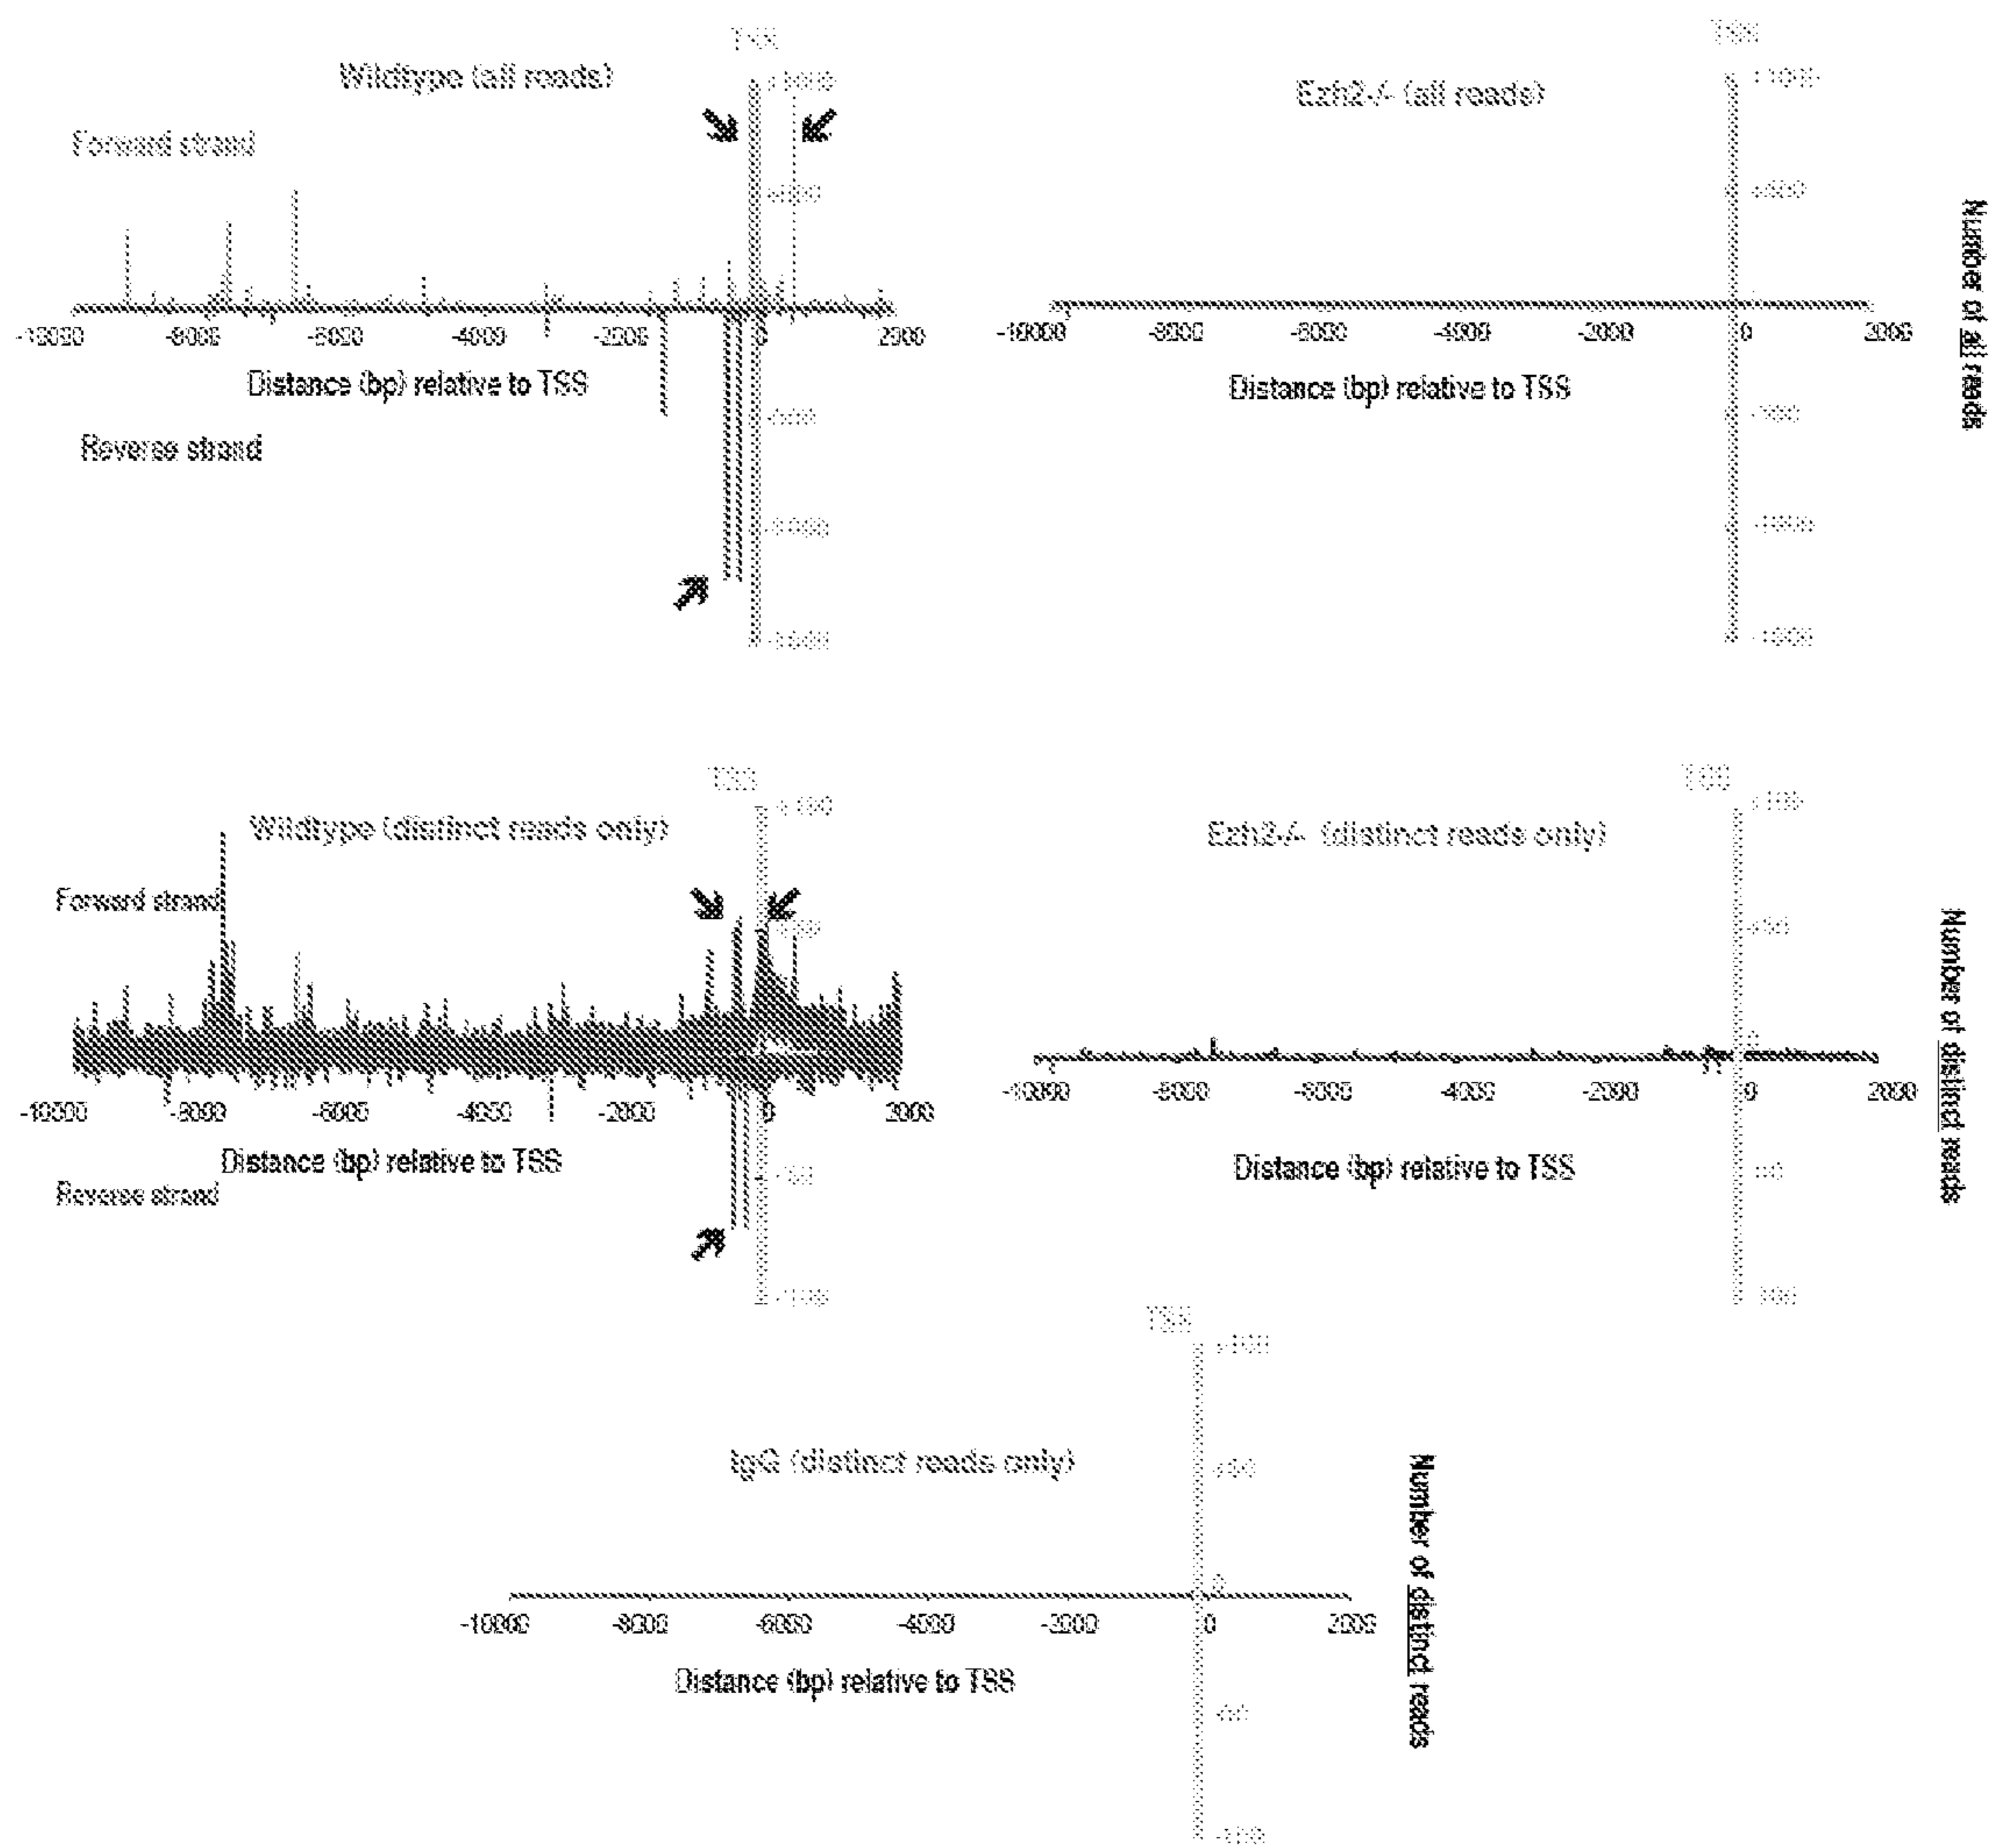 TSS
Wildtype (all reads)
Forward strand
-10000 -8000 -6000 -4000 -2000 0 2000
Distance (bp) relative to TSS
Reverse strand
TSS
Ezh2-/- (all reads)
-10000 -8000 -6000 -4000 -2000 0 2000
Distance (bp) relative to TSS
Number of all reads
TSS
+100
Wildtype (distinct reads only)
Forward strand
-10000 -8000 -6000 -4000 -2000 0 2000
Distance (bp) relative to TSS
Reverse strand
-100
Ezh2-/- (distinct reads only)
+100
-10000 -8000 -6000 -4000 -2000 0 2000
Distance (bp) relative to TSS
Number of distinct reads
TSS
+100
IgG (distinct reads only)
0
-10000 -8000 -6000 -4000 -2000 0 2000
Distance (bp) relative to TSS
-100
Number of distinct reads